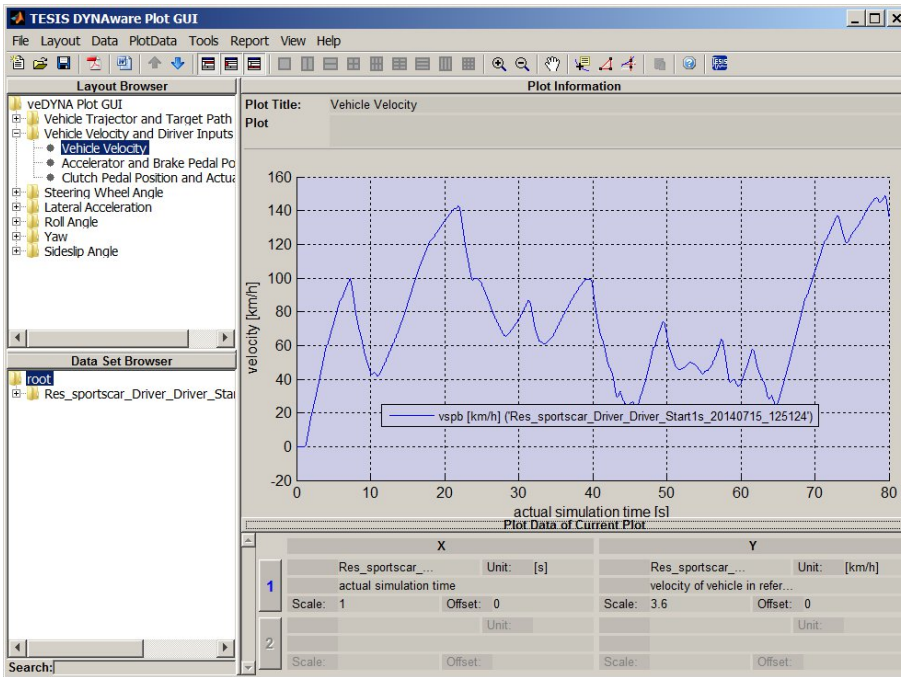 TESIS DYNAware Plot GUI
File Layout Data PlotData Tools Report View Help
Layout Browser
veDYNA Plot GUI
Vehicle Trajector and Target Path
Vehicle Velocity and Diriver Inputs
Vehicle Velocity
Accelerator and Brake Pedal Po
Clutch Pedal Position and Actua
Steering Wheel Angle
Lateral Acceleration
Roll Angle
Yaw
Sideslip Angle
Data Set Browser
root
Res_sportscar_Driver_Driver_Star
Search:
Plot Information
Plot Title: Vehicle Velocity
Plot
160
140
120
100
80
60
40
20
0
-20
velocity [km/h]
vspb [km/h] ('Res_sportscar_Driver_Driver_Start1s_20140715_125124')
0 10 20 30 40 50 60 70 80
actual simulation time [s]
Plot Data of Current Plot
X Y
1
Res_sportscar_... Unit: [s] Res_sportscar_... Unit: [km/h]
actual simulation time velocity of vehicle in refer...
Scale: 1 Offset: 0 Scale: 3.6 Offset: 0
2
Unit: Unit:
Scale: Offset: Scale: Offset: